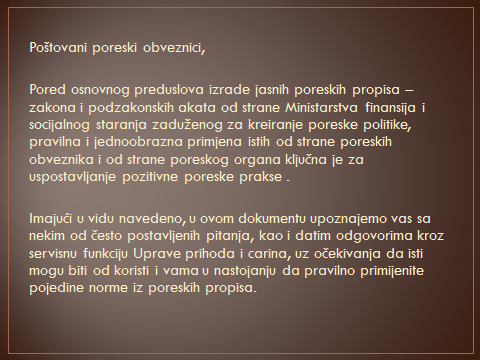 Poštovani poreski obveznici,
Pored osnovnog preduslova izrade jasnih poreskih propisa –
zakona i podzakonskih akata od strane Ministarstva finansija i
socijalnog staranja zaduženog za kreiranje poreske politike,
pravilna i jednoobrazna primjena istih od strane poreskih
obveznika i od strane poreskog organa ključna je za
uspostavljanje pozitivne poreske prakse .
Imajući u vidu navedeno, u ovom dokumentu upoznajemo vas sa
nekim od često postavljenih pitanja, kao i datim odgovorima kroz
servisnu funkciju Uprave prihoda i carina, uz očekivanja da isti
mogu biti od koristi i vama u nastojanju da pravilno primijenite
pojedine norme iz poreskih propisa.